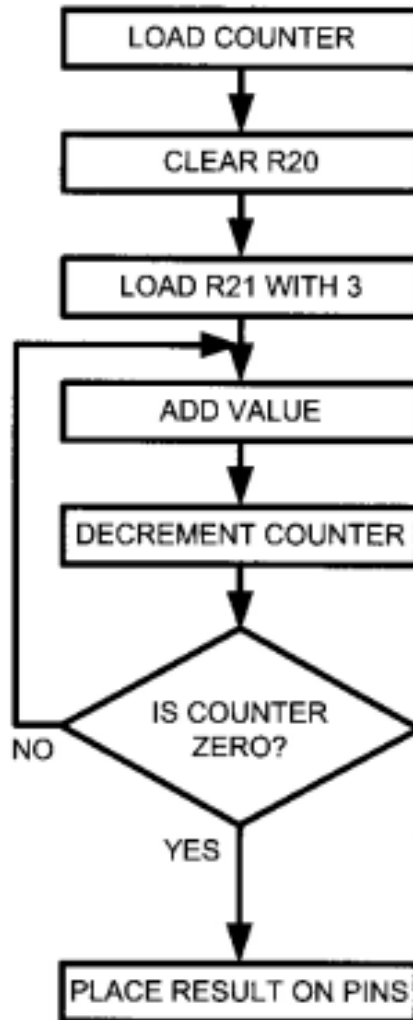 LOAD COUNTER
CLEAR R20
LOAD R21 WITH 3
ADD VALUE
DECREMENT COUNTER
IS COUNTER
ZERO?
NO
YES
PLACE RESULT ON PINS